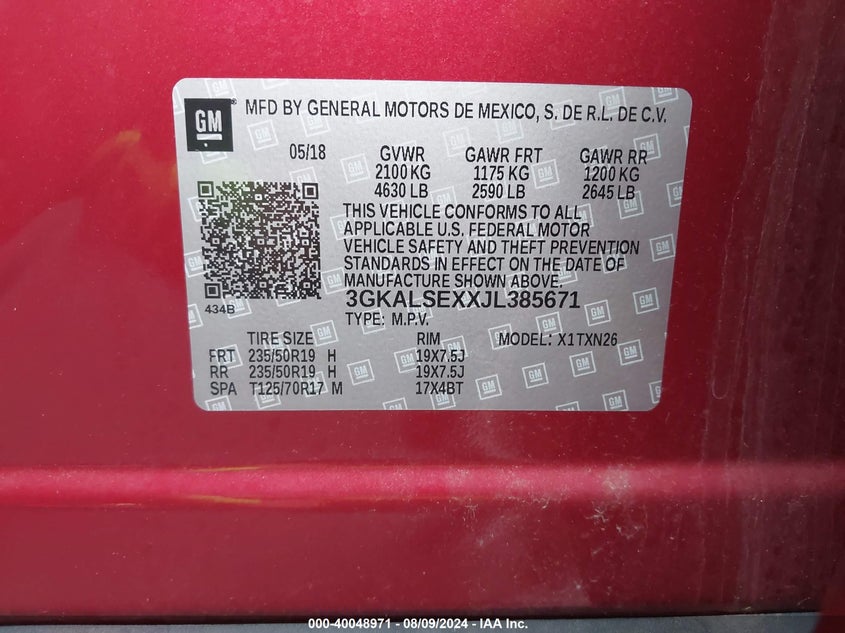 GM
MFD BY GENERAL MOTORS DE MEXICO, S. DE R.L. DE C.V.
05/18 GVWR GAWR FRT GAWR RR
2100 KG 1175 KG 1200 KG
4630 LB 2590 LB 2645 LB
THIS VEHICLE CONFORMS TO ALL
APPLICABLE U.S. FEDERAL MOTOR
VEHICLE SAFETY AND THEFT PREVENTION
STANDARDS IN EFFECT ON THE DATE OF
MANUFACTURE SHOWN ABOVE.
434B
3GKALSEXXJL385671
TYPE: M.P.V.
TIRE SIZE RIM MODEL: X1TXN26
FRT 235/50R19 H 19X7.5J
RR 235/50R19 H 19X7.5J
SPA T125/70R17 M 17X4BT
000-40048971 - 08/09/2024 - IAA Inc.